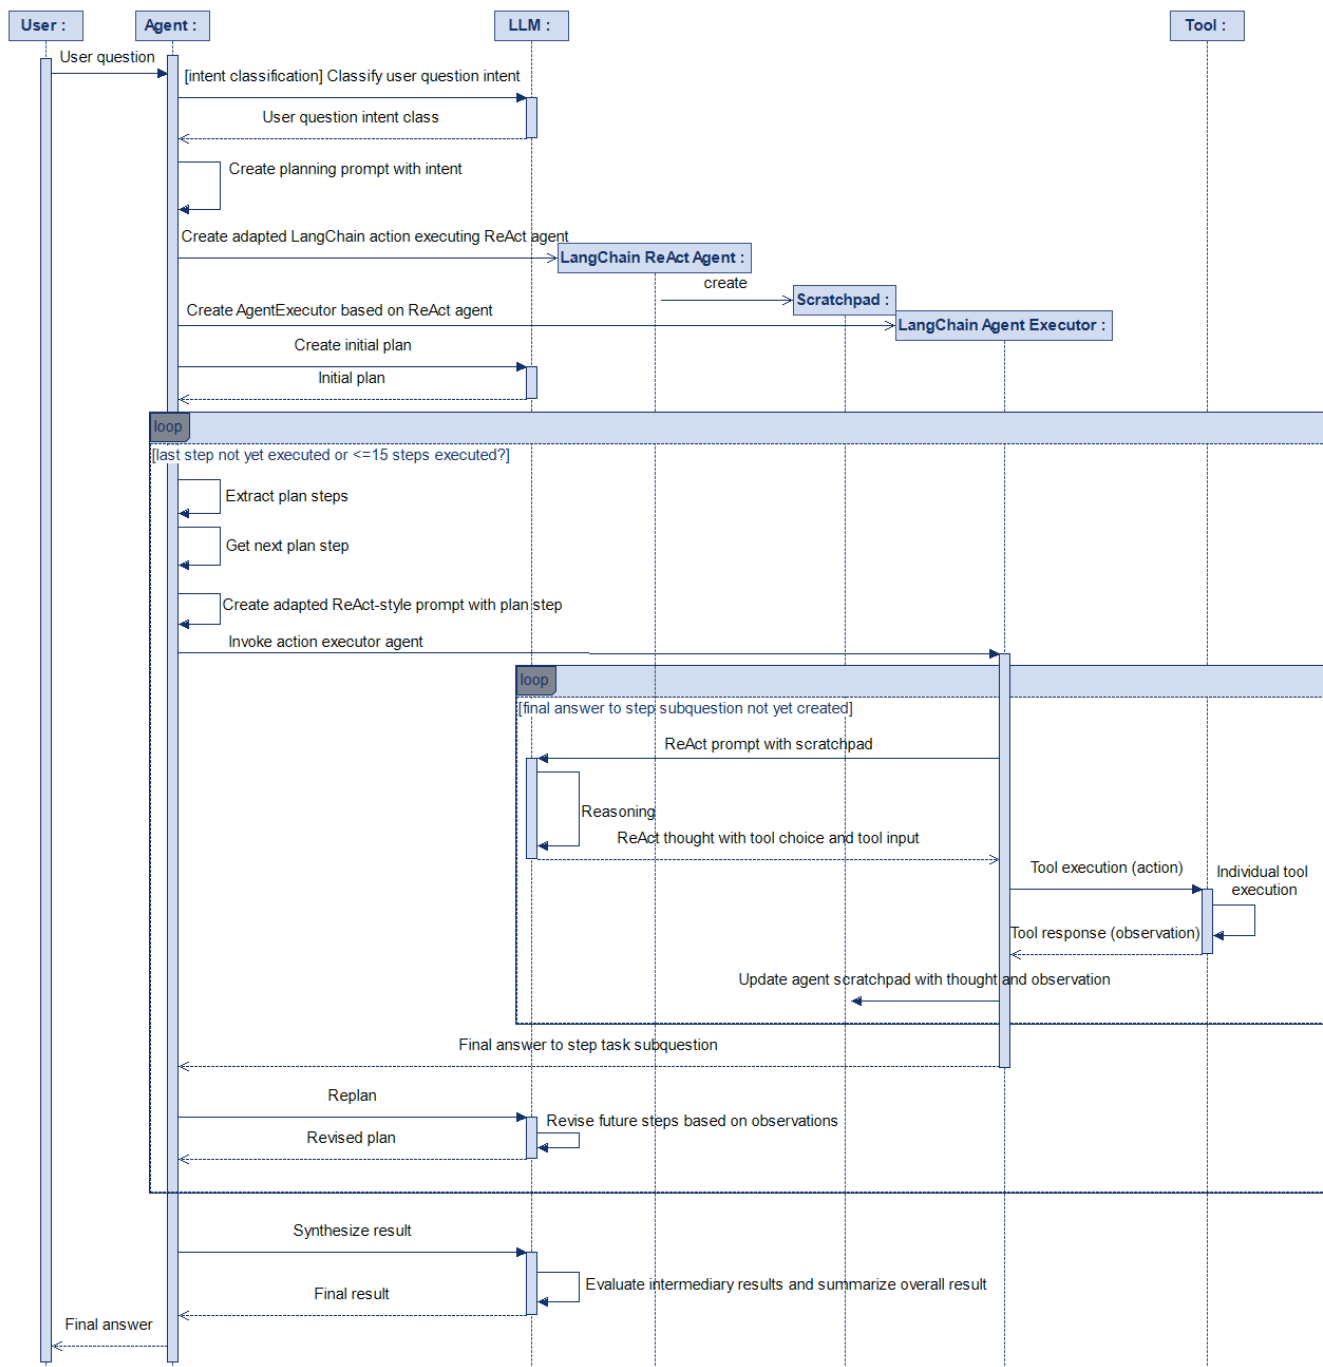 User :
Agent :
LLM :
Tool :
User question
[intent classification] Classify user question intent
User question intent class
Create planning prompt with intent
Create adapted LangChain action executing ReAct agent
LangChain ReAct Agent :
create
Scratchpad :
Create AgentExecutor based on ReAct agent
LangChain Agent Executor :
Create initial plan
Initial plan
loop
[last step not yet executed or <=15 steps executed?]
Extract plan steps
Get next plan step
Create adapted ReAct-style prompt with plan step
Invoke action executor agent
loop
[final answer to step subquestion not yet created]
ReAct prompt with scratchpad
Reasoning
ReAct thought with tool choice and tool input
Tool execution (action)
Individual tool
execution
Tool response (observation)
Update agent scratchpad with thought and observation
Final answer to step task subquestion
Replan
Revise future steps based on observations
Revised plan
Synthesize result
Evaluate intermediary results and summarize overall result
Final result
Final answer